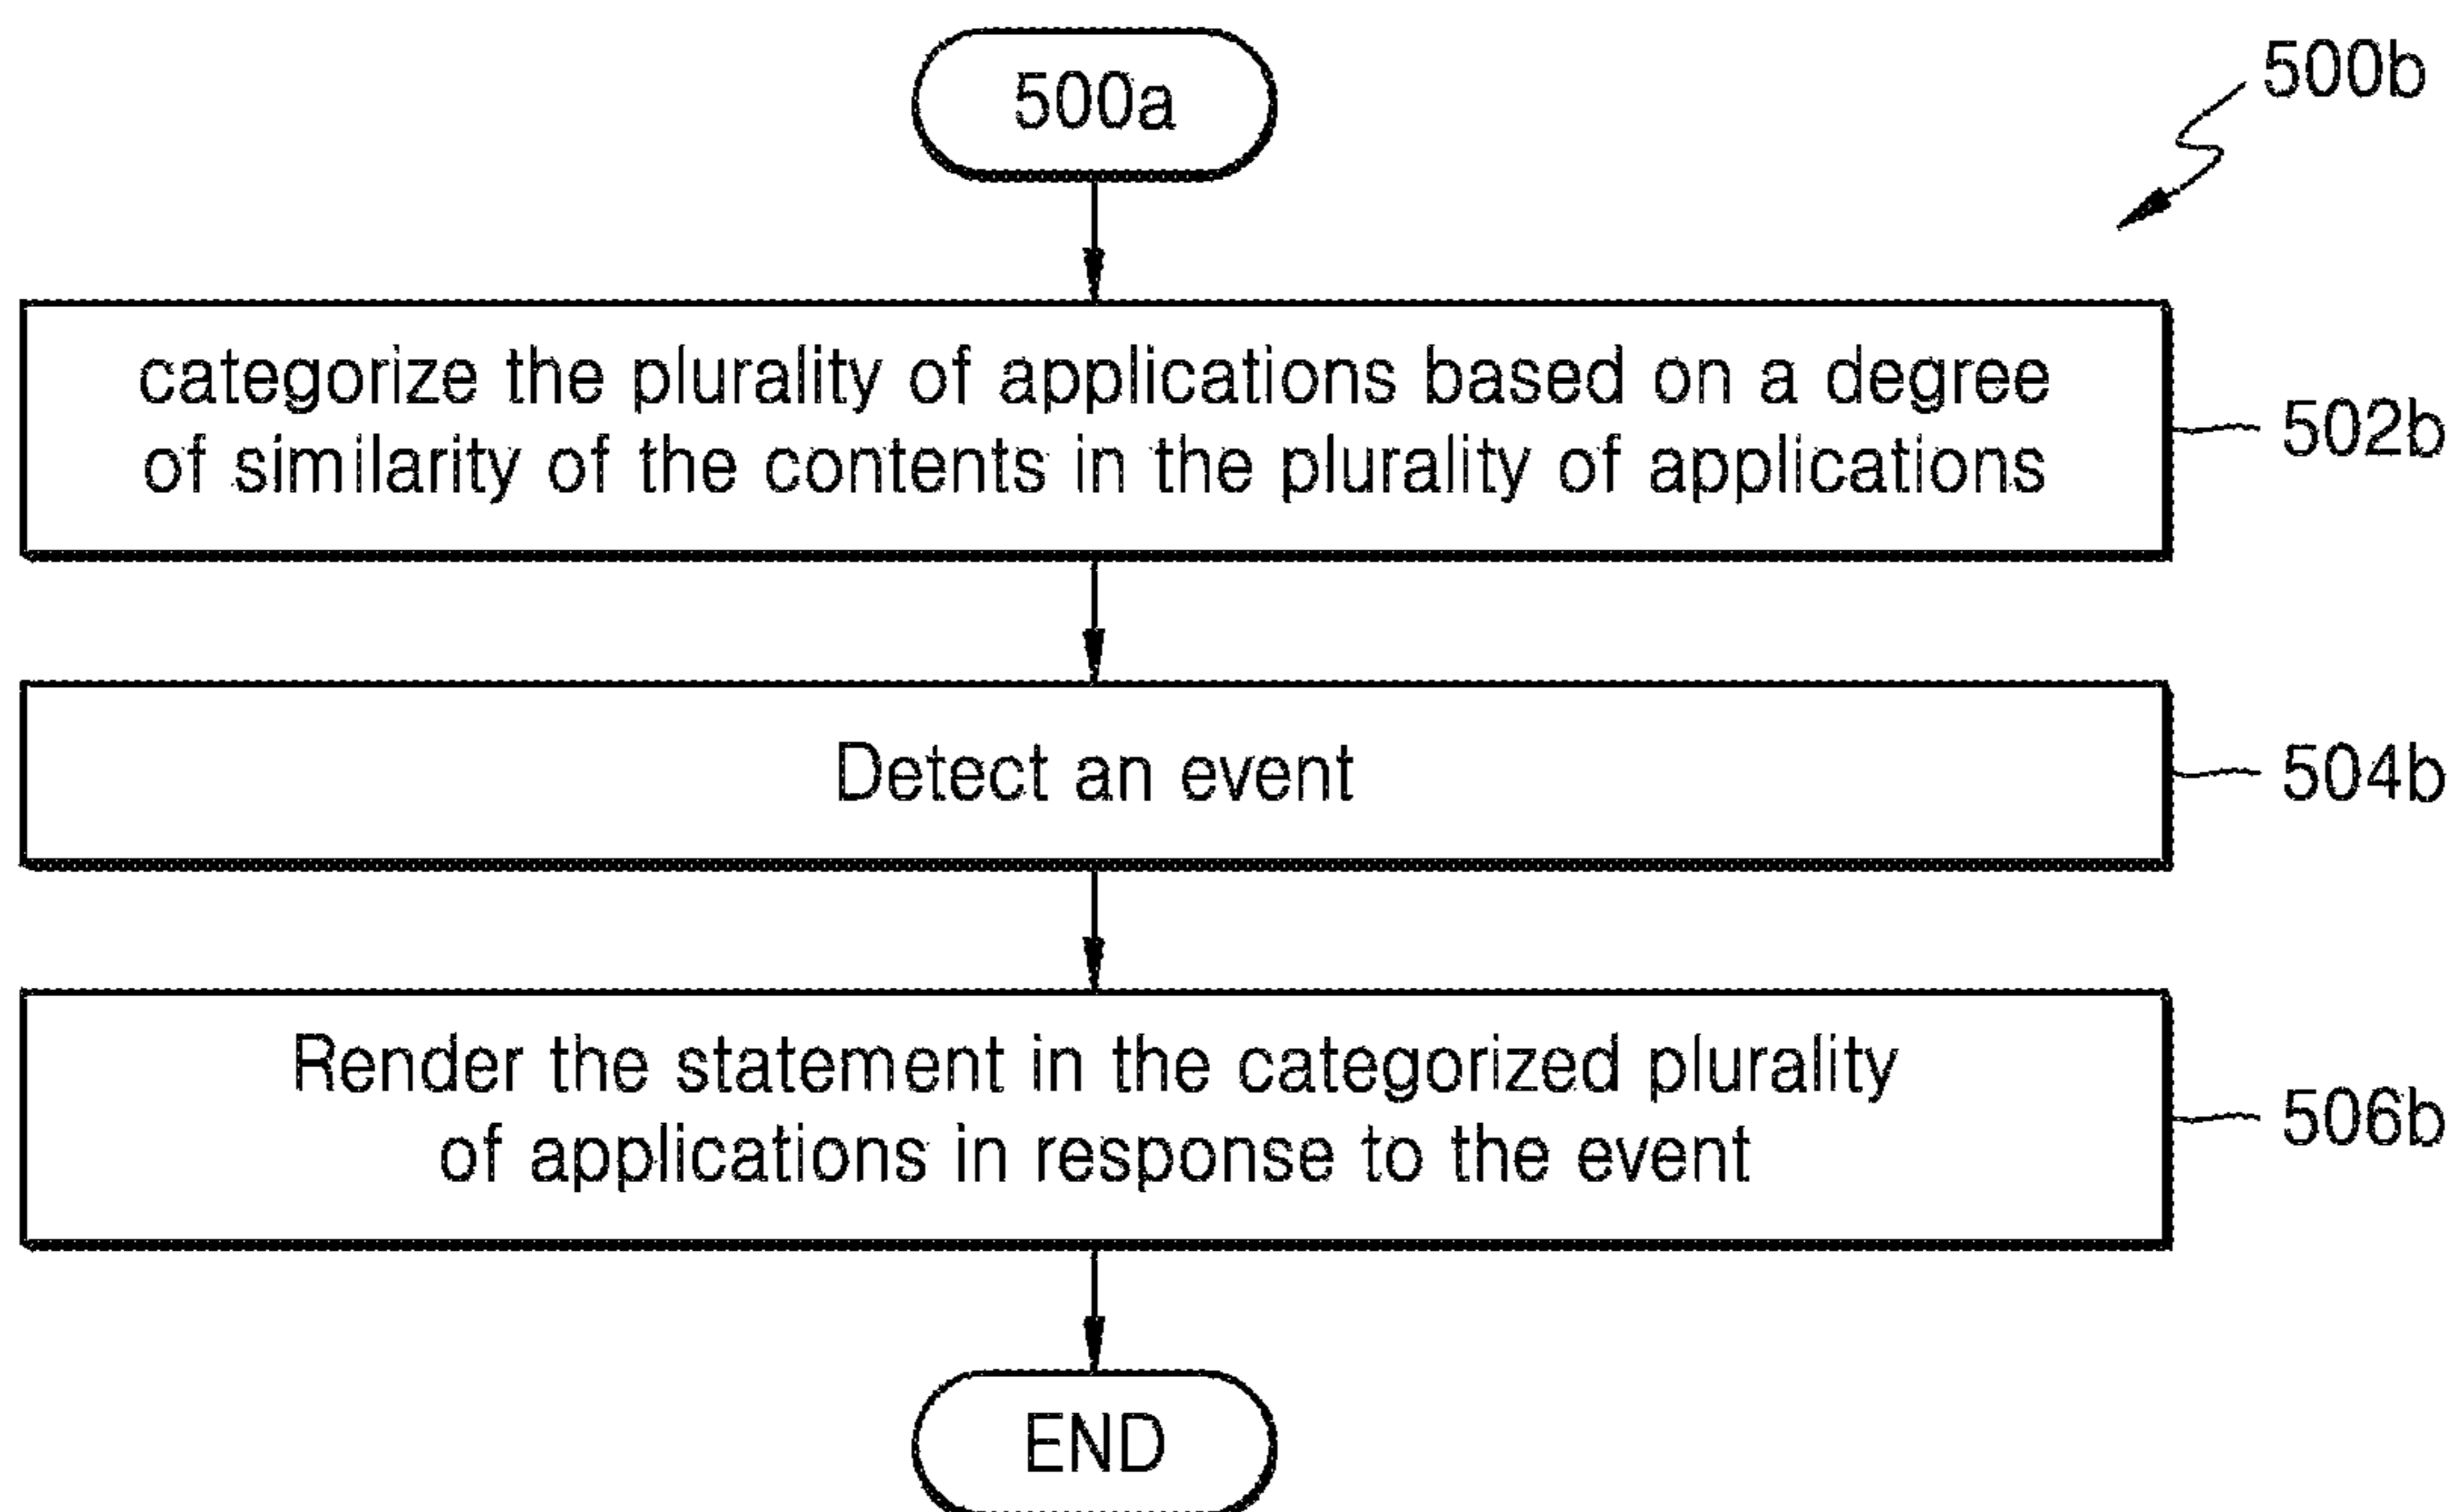 500a
500b
categorize the plurality of applications based on a degree
of similarity of the contents in the plurality of applications
502b
Detect an event
504b
Render the statement in the categorized plurality
of applications in response to the event
506b
END